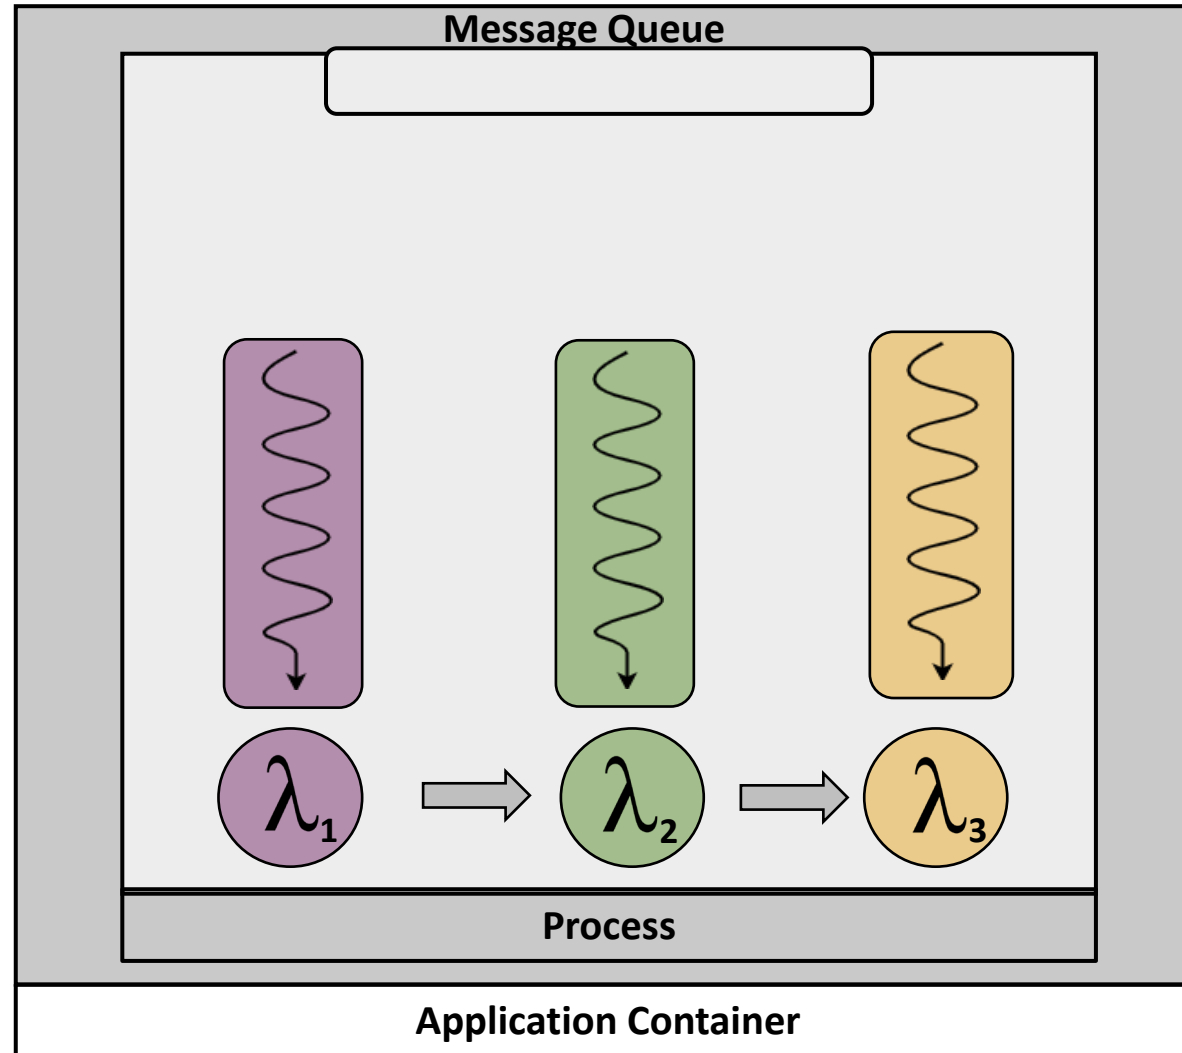 Message Queue
λ1
λ2
λ3
Process
Application Container